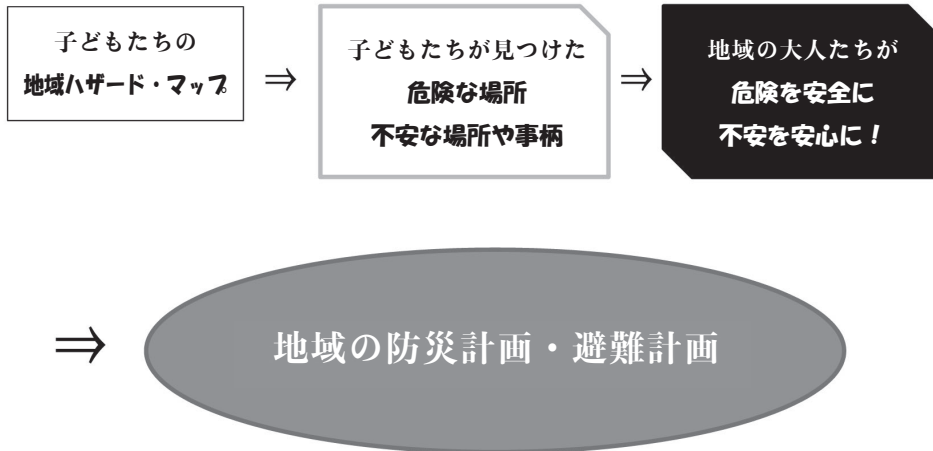 子どもたちの
地域ハザード・マップ
⇒
子どもたちが見つけた
危険な場所
不安な場所や事柄
⇒
地域の大人たちが
危険を安全に
不安を安心に！
⇒
地域の防災計画・避難計画